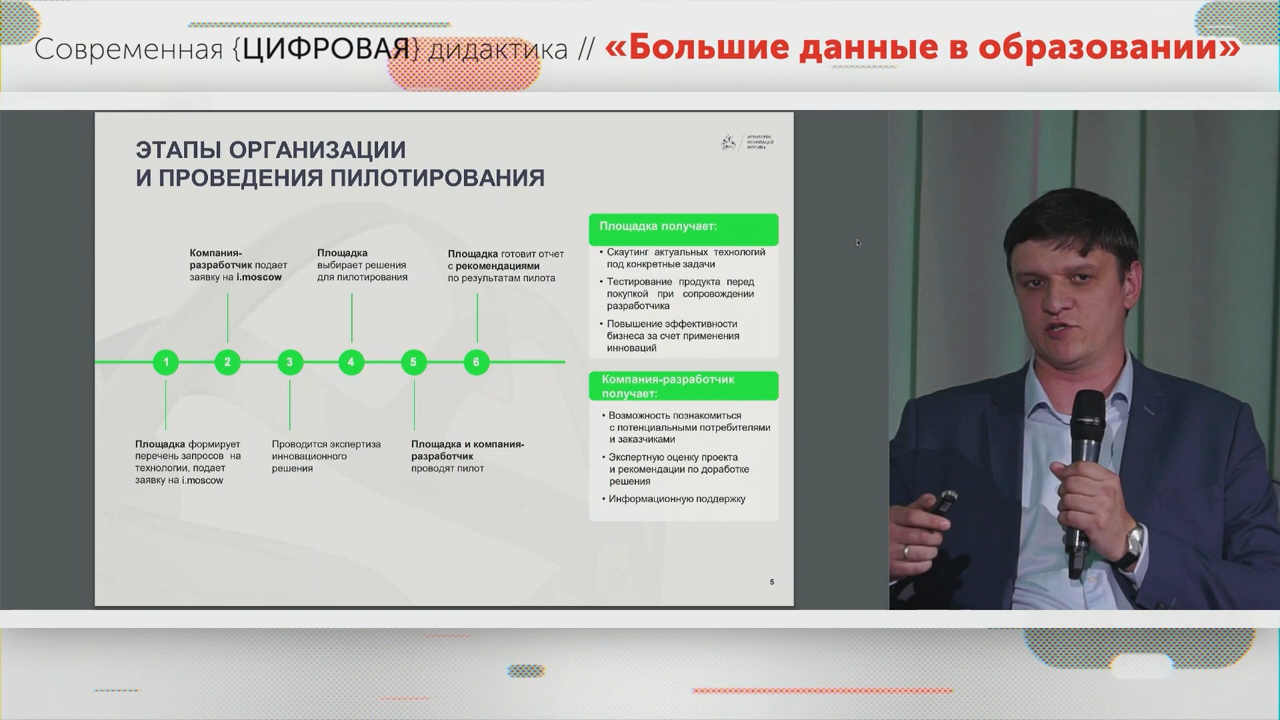 Современная {ЦИФРОВАЯ} дидактика // «Большие данные в образовании»
ЭТАПЫ ОРГАНИЗАЦИИ
И ПРОВЕДЕНИЯ ПИЛОТИРОВАНИЯ
АГЕНТСТВО
ИННОВАЦИЙ
МОСКВЫ
Компания-
разработчик подает
заявку на i.moscow
Площадка
выбирает решения
для пилотирования
Площадка готовит отчет
с рекомендациями
по результатам пилота
1 2 3 4 5 6
Площадка формирует
перечень запросов на
технологии, подает
заявку на i.moscow
Проводится экспертиза
инновационного
решения
Площадка и компания-
разработчик
проводят пилот
Площадка получает:
• Скаутинг актуальных технологий
под конкретные задачи
• Тестирование продукта перед
покупкой при сопровождении
разработчика
• Повышение эффективности
бизнеса за счет применения
инноваций
Компания-разработчик
получает:
• Возможность познакомиться
с потенциальными потребителями
и заказчиками
• Экспертную оценку проекта
и рекомендации по доработке
решения
• Информационную поддержку
5